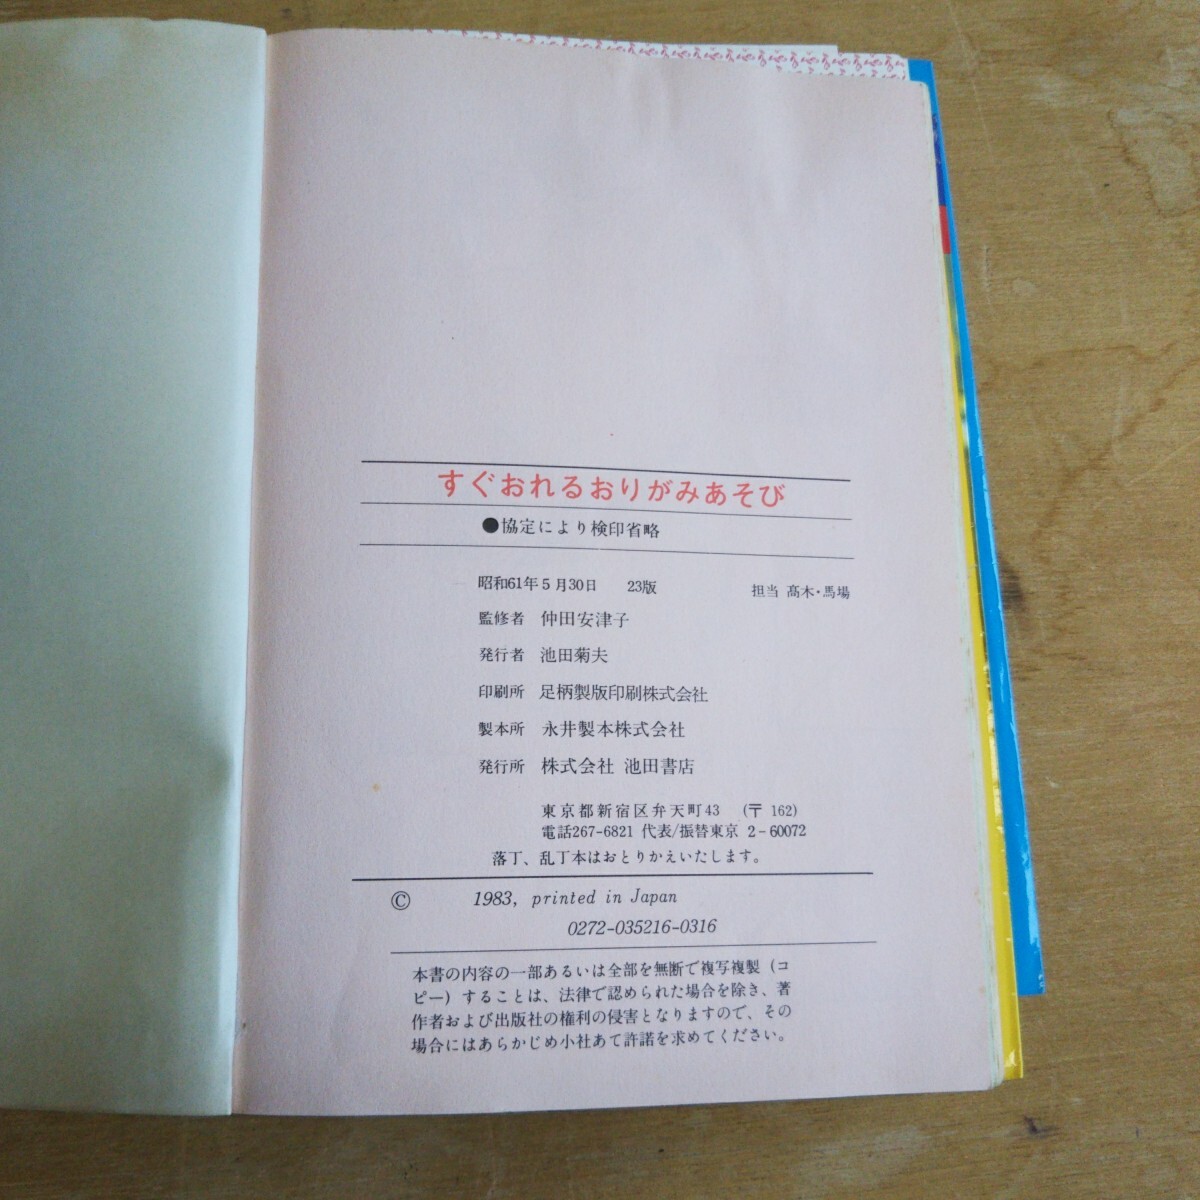 すぐおれるおりがみあそび
●協定により検印省略
昭和61年5月30日 23版 担当 髙木・馬場
監修者 仲田安津子
発行者 池田菊夫
印刷所 足柄製版印刷株式会社
製本所 永井製本株式会社
発行所 株式会社 池田書店
東京都新宿区弁天町43 (〒162)
電話267-6821 代表/振替東京 2-60072
落丁、乱丁本はおとりかえいたします。
© 1983, printed in Japan
0272-035216-0316
本書の内容の一部あるいは全部を無断で複写複製(コ
ピー)することは、法律で認められた場合を除き、著
作者および出版社の権利の侵害となりますので、その
場合にはあらかじめ小社あて許諾を求めてください。